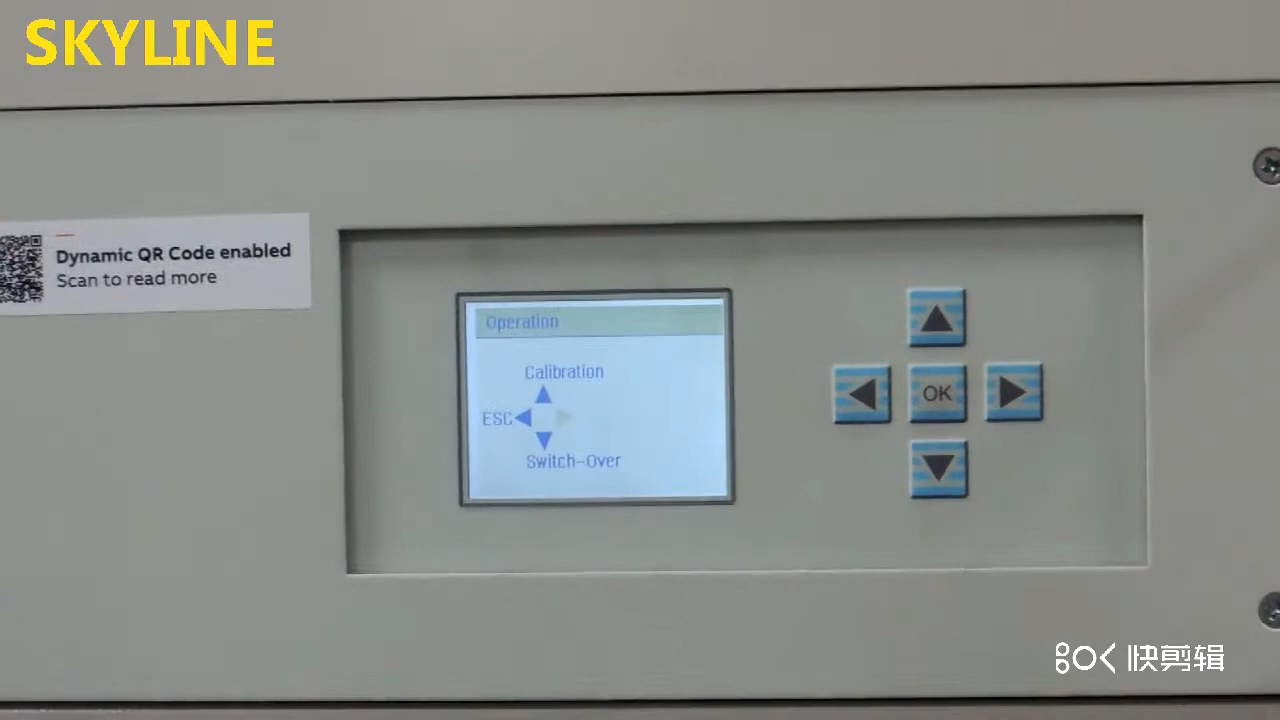 SKYLINE
Dynamic QR Code enabled
Scan to read more
Operation
Calibration
ESC
Switch-Over
OK
快剪辑